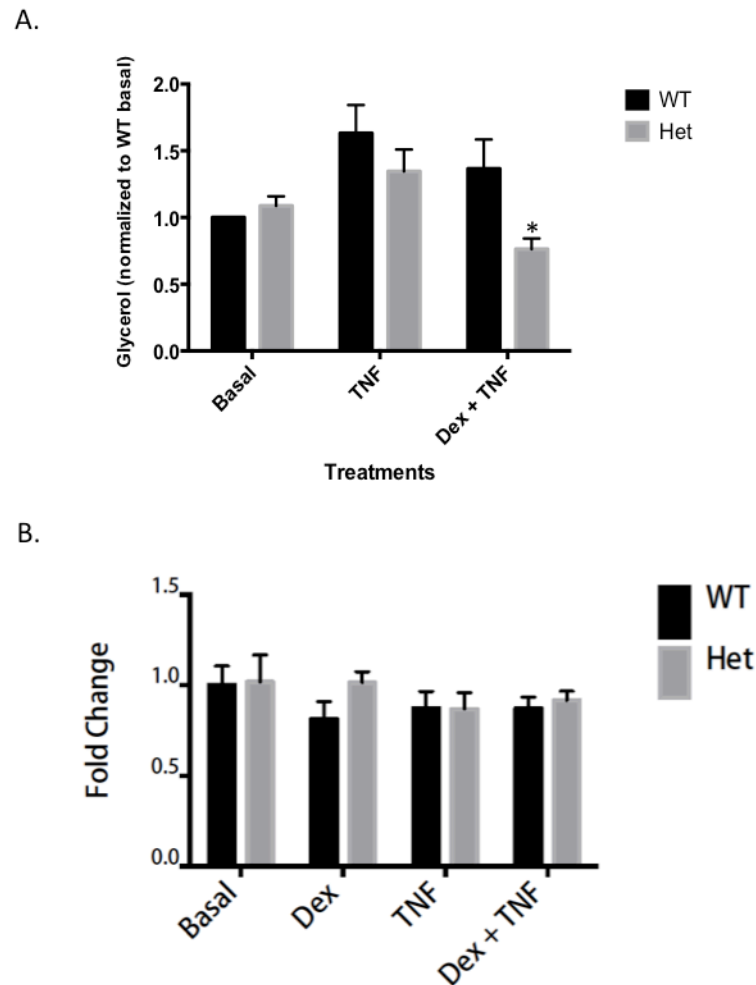 A.
Glycerol (normalized to WT basal)
2.0
1.5
1.0
0.5
0.0
WT
Het
*
Basal
TNF
Dex + TNF
Treatments
B.
Fold Change
1.5
1.0
0.5
0.0
WT
Het
Basal
Dex
TNF
Dex + TNF